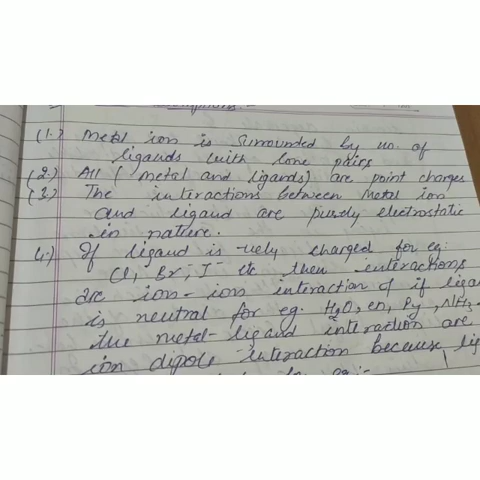 (1.) Metal ion is surrounded by no. of
ligands with lone pairs
(2.) All (metal and ligands) are point charges
(3.) The interactions between Metal ion
and ligand are purely electrostatic
in nature.
4.) If ligand is -vely charged for eg:
Cl, Br, I⁻ etc then interactions
are ion-ion interaction & if liga
is neutral for eg. H₂O, en, Py, NH₃
the metal-ligand interaction are
ion dipole interaction because lig